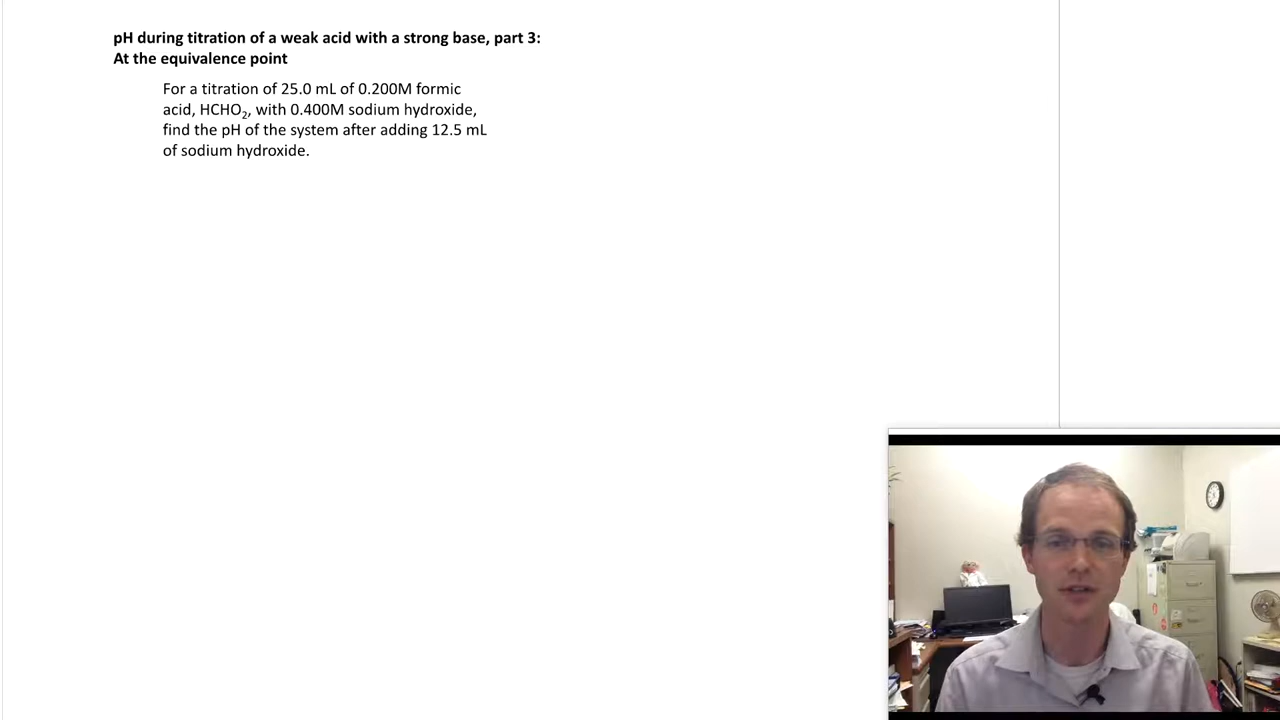 pH during titration of a weak acid with a strong base, part 3:
At the equivalence point
For a titration of 25.0 mL of 0.200M formic
acid, HCHO₂, with 0.400M sodium hydroxide,
find the pH of the system after adding 12.5 mL
of sodium hydroxide.